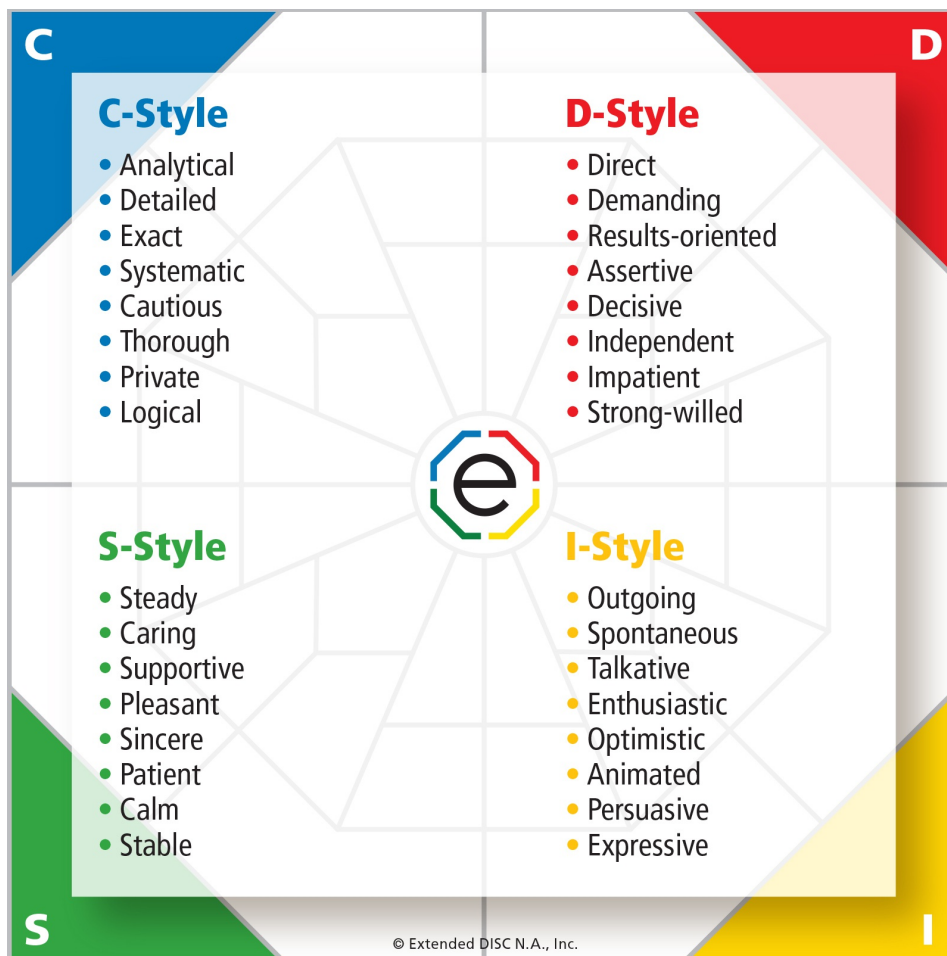 C
D
C-Style
• Analytical
• Detailed
• Exact
• Systematic
• Cautious
• Thorough
• Private
• Logical
D-Style
• Direct
• Demanding
• Results-oriented
• Assertive
• Decisive
• Independent
• Impatient
• Strong-willed
e
S-Style
• Steady
• Caring
• Supportive
• Pleasant
• Sincere
• Patient
• Calm
• Stable
I-Style
• Outgoing
• Spontaneous
• Talkative
• Enthusiastic
• Optimistic
• Animated
• Persuasive
• Expressive
S
I
© Extended DISC N.A., Inc.